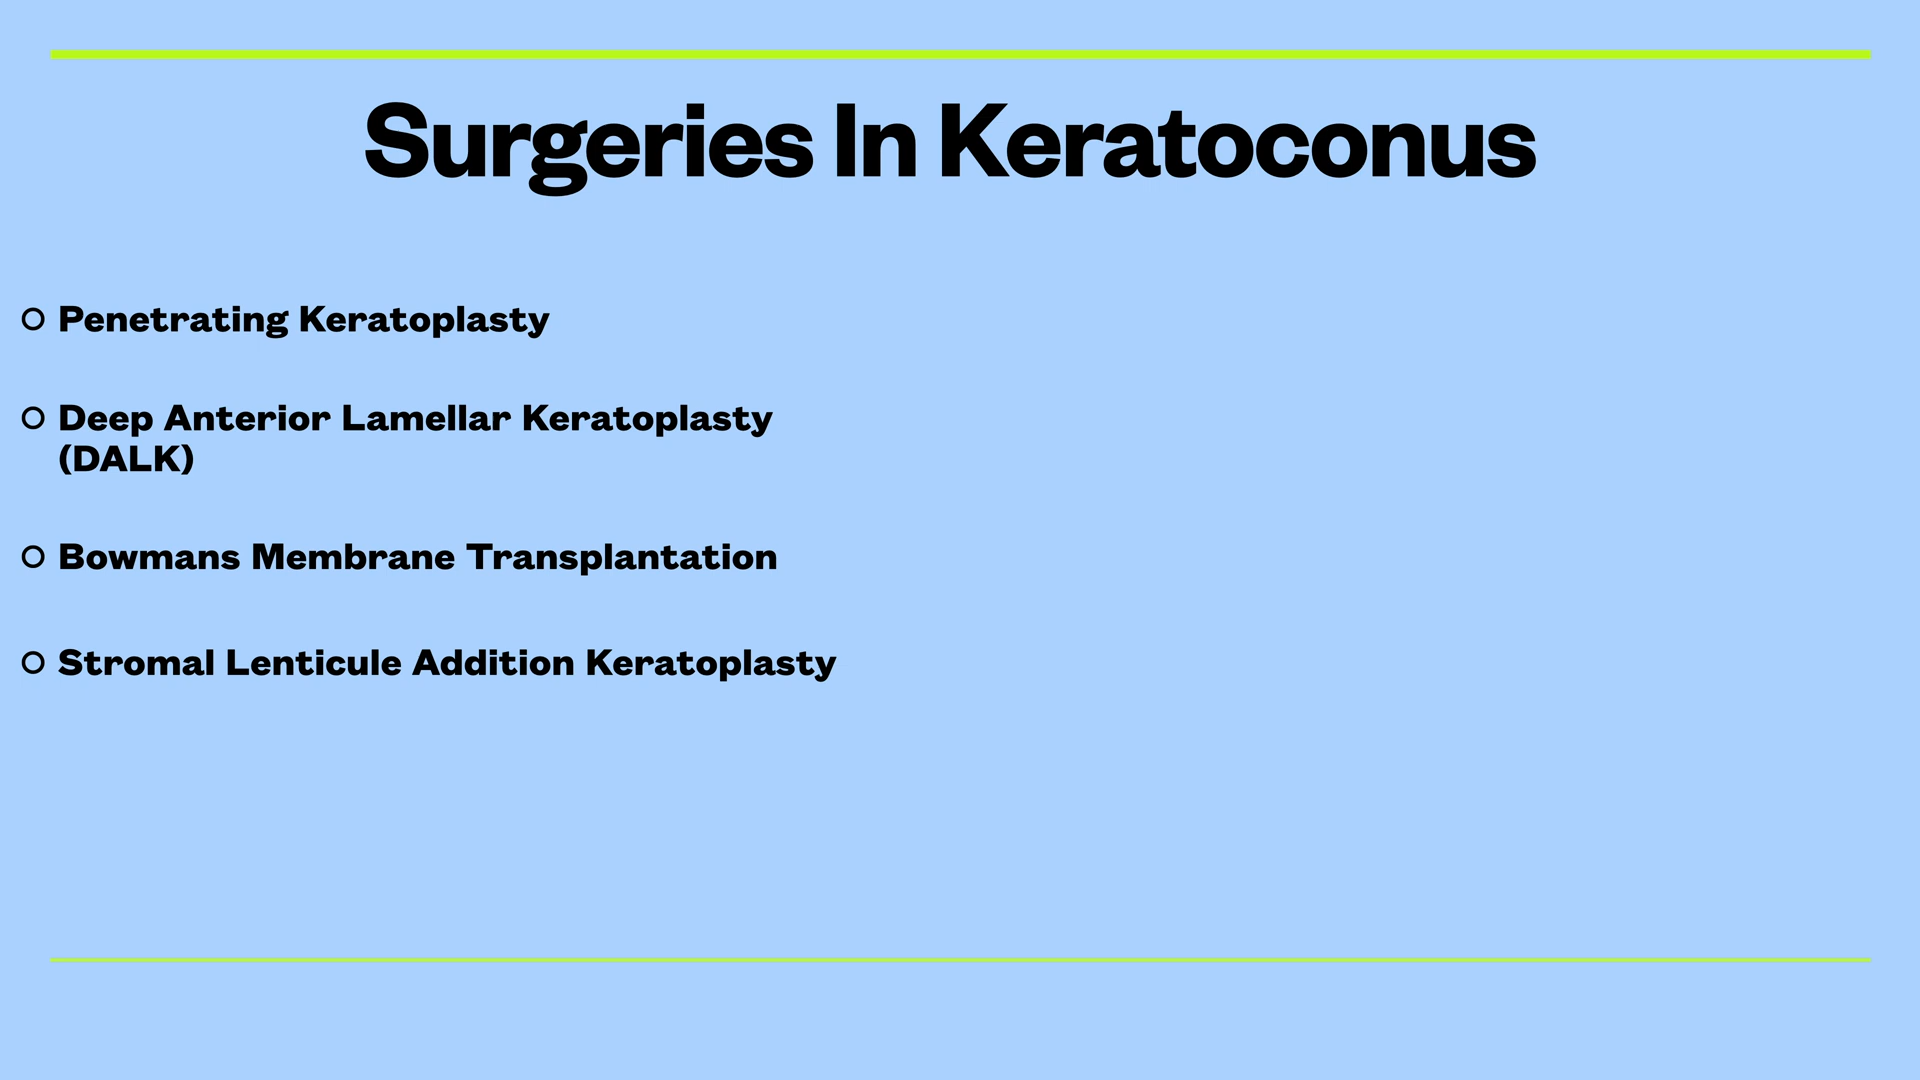 Surgeries In Keratoconus
Penetrating Keratoplasty
Deep Anterior Lamellar Keratoplasty
(DALK)
Bowmans Membrane Transplantation
Stromal Lenticule Addition Keratoplasty